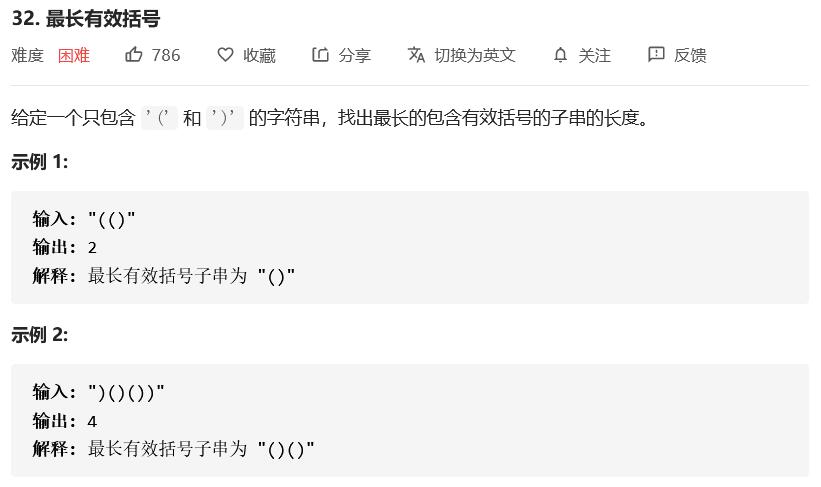 32. 最长有效括号
难度 困难 786 收藏 分享 切换为英文 关注 反馈
给定一个只包含 '(' 和 ')' 的字符串，找出最长的包含有效括号的子串的长度。
示例 1:
输入: "(()"
输出: 2
解释: 最长有效括号子串为 "()"
示例 2:
输入: ")()())"
输出: 4
解释: 最长有效括号子串为 "()()"